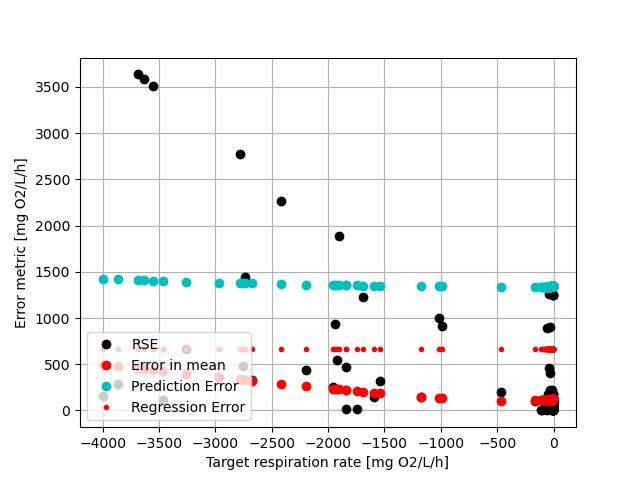 3500
3000
2500
2000
1500
1000
500
0
Error metric [mg O2/L/h]
RSE
Error in mean
Prediction Error
Regression Error
−4000 −3500 −3000 −2500 −2000 −1500 −1000 −500 0
Target respiration rate [mg O2/L/h]